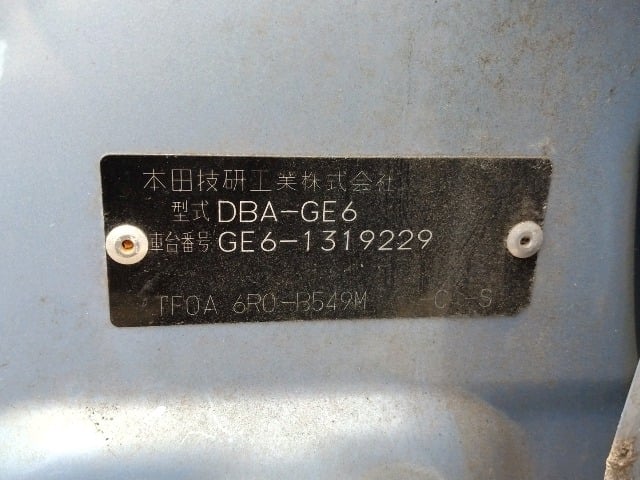 本田技研工業株式会社
型式 DBA-GE6
車台番号 GE6-1319229
TF0A 6R0-B549M -C -S